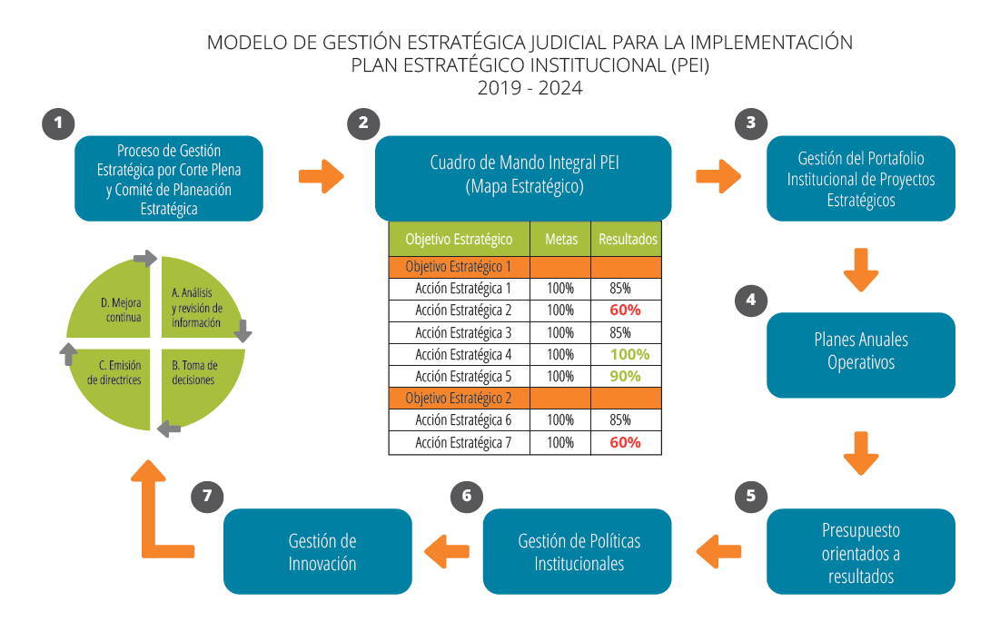 MODELO DE GESTIÓN ESTRATÉGICA JUDICIAL PARA LA IMPLEMENTACIÓN
PLAN ESTRATÉGICO INSTITUCIONAL (PEI)
2019 - 2024
1
Proceso de Gestión
Estratégica por Corte Plena
y Comité de Planeación
Estratégica
2
Cuadro de Mando Integral PEI
(Mapa Estratégico)
3
Gestión del Portafolio
Institucional de Proyectos
Estratégicos
Objetivo Estratégico Metas Resultados
Objetivo Estratégico 1
Acción Estratégica 1 100% 85%
Acción Estratégica 2 100% 60%
Acción Estratégica 3 100% 85%
Acción Estratégica 4 100% 100%
Acción Estratégica 5 100% 90%
Objetivo Estratégico 2
Acción Estratégica 6 100% 85%
Acción Estratégica 7 100% 60%
D. Mejora
continua
A. Análisis
y revisión de
información
C. Emisión
de directrices
B. Toma de
decisiones
4
Planes Anuales
Operativos
5
Presupuesto
orientados a
resultados
6
Gestión de Políticas
Institucionales
7
Gestión de
Innovación